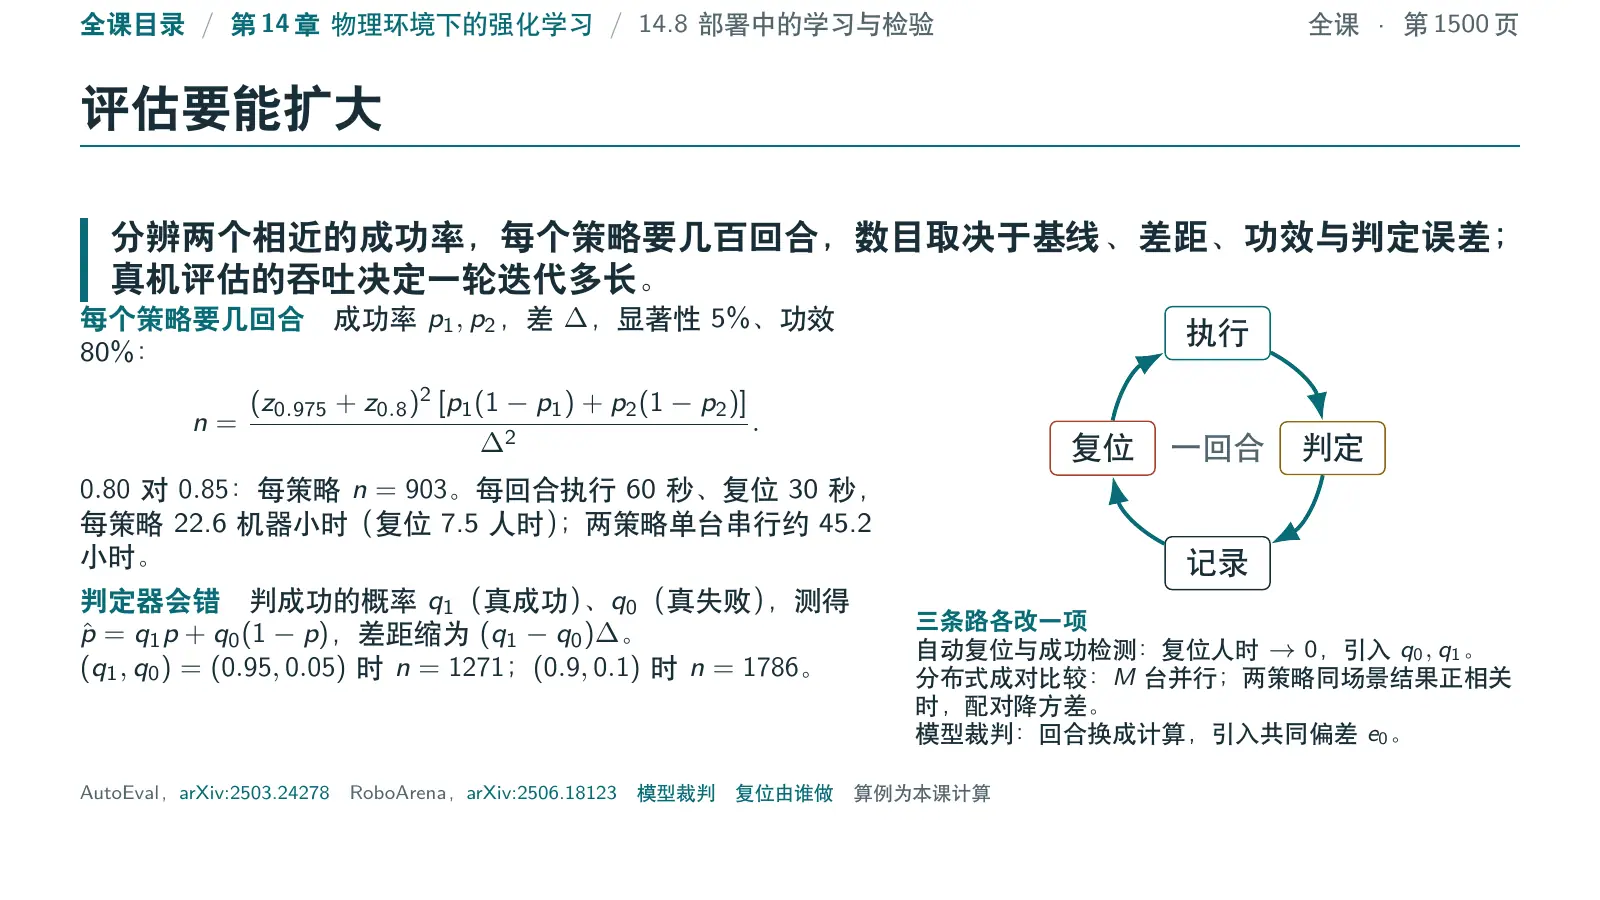 全课目录 / 第 14 章 物理环境下的强化学习 / 14.8 部署中的学习与检验
全课 · 第 1500 页
评估要能扩大
分辨两个相近的成功率，每个策略要几百回合，数目取决于基线、差距、功效与判定误差；
真机评估的吞吐决定一轮迭代多长。
每个策略要几回合 成功率 p₁, p₂，差 Δ，显著性 5%、功效
80%：
n = (z₀.₉₇₅ + z₀.₈)² [p₁(1 − p₁) + p₂(1 − p₂)] / Δ² .
0.80 对 0.85：每策略 n = 903。每回合执行 60 秒、复位 30 秒，
每策略 22.6 机器小时（复位 7.5 人时）；两策略单台串行约 45.2
小时。
判定器会错 判成功的概率 q₁（真成功）、q₀（真失败），测得
p̂ = q₁p + q₀(1 − p)，差距缩为 (q₁ − q₀)Δ。
(q₁, q₀) = (0.95, 0.05) 时 n = 1271；(0.9, 0.1) 时 n = 1786。
执行
复位 一回合 判定
记录
三条路各改一项
自动复位与成功检测：复位人时 → 0，引入 q₀, q₁。
分布式成对比较：M 台并行；两策略同场景结果正相关
时，配对降方差。
模型裁判：回合换成计算，引入共同偏差 e₀。
AutoEval，arXiv:2503.24278 RoboArena，arXiv:2506.18123 模型裁判 复位由谁做 算例为本课计算